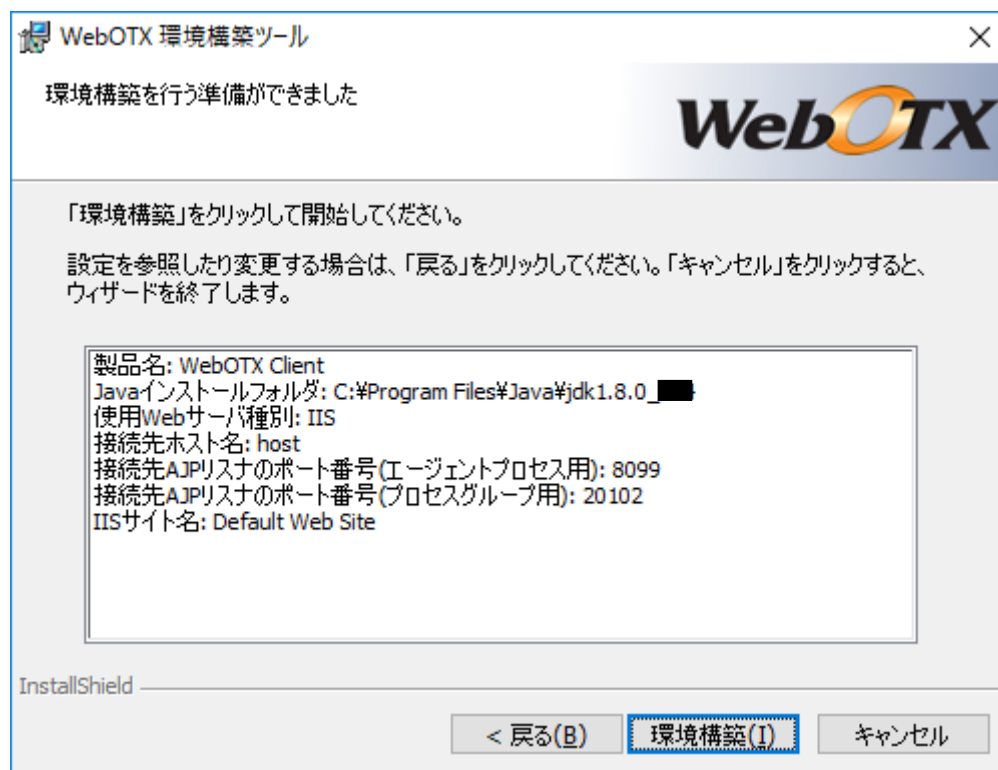 WebOTX 環境構築ツール
環境構築を行う準備ができました
WebOTX
「環境構築」をクリックして開始してください。
設定を参照したり変更する場合は、「戻る」をクリックしてください。「キャンセル」をクリックすると、
ウィザードを終了します。
製品名: WebOTX Client
Javaインストールフォルダ: C:¥Program Files¥Java¥jdk1.8.0_
使用Webサーバ種別: IIS
接続先ホスト名: host
接続先AJPリスナのポート番号(エージェントプロセス用): 8099
接続先AJPリスナのポート番号(プロセスグループ用): 20102
IISサイト名: Default Web Site
InstallShield
< 戻る(B)
環境構築(I)
キャンセル